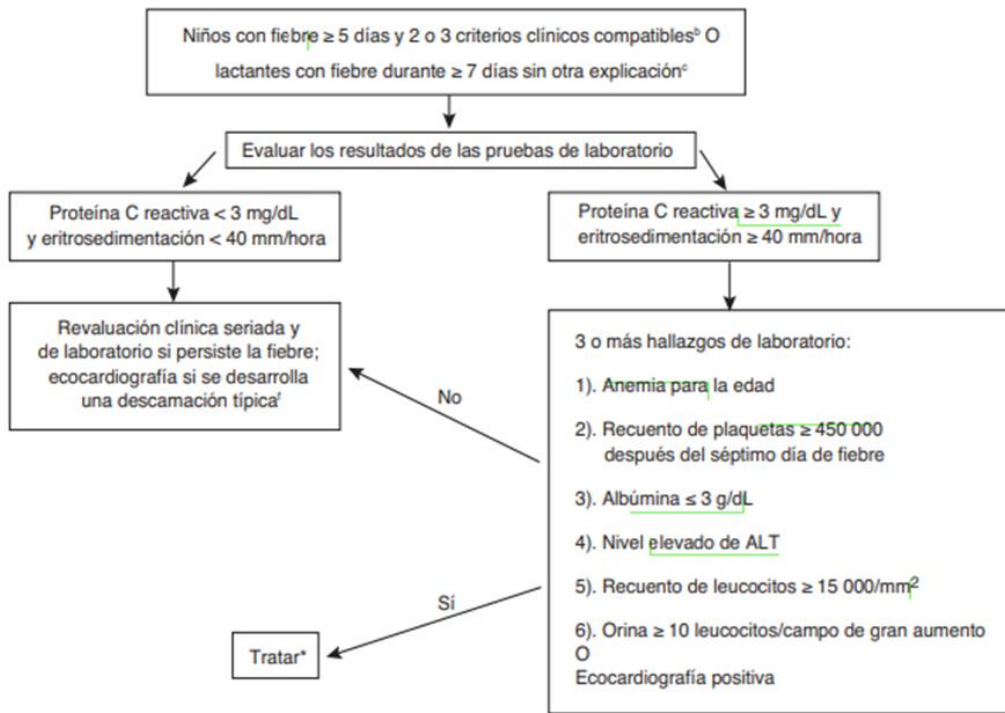 Niños con fiebre ≥ 5 días y 2 o 3 criterios clínicos compatiblesᵇ O
lactantes con fiebre durante ≥ 7 días sin otra explicaciónᶜ
Evaluar los resultados de las pruebas de laboratorio
Proteína C reactiva < 3 mg/dL
y eritrosedimentación < 40 mm/hora
Proteína C reactiva ≥ 3 mg/dL y
eritrosedimentación ≥ 40 mm/hora
Revaluación clínica seriada y
de laboratorio si persiste la fiebre;
ecocardiografía si se desarrolla
una descamación típicaᶠ
No
3 o más hallazgos de laboratorio:
1). Anemia para la edad
2). Recuento de plaquetas ≥ 450 000
después del séptimo día de fiebre
3). Albúmina ≤ 3 g/dL
4). Nivel elevado de ALT
5). Recuento de leucocitos ≥ 15 000/mm²
6). Orina ≥ 10 leucocitos/campo de gran aumento
O
Ecocardiografía positiva
Sí
Tratar*